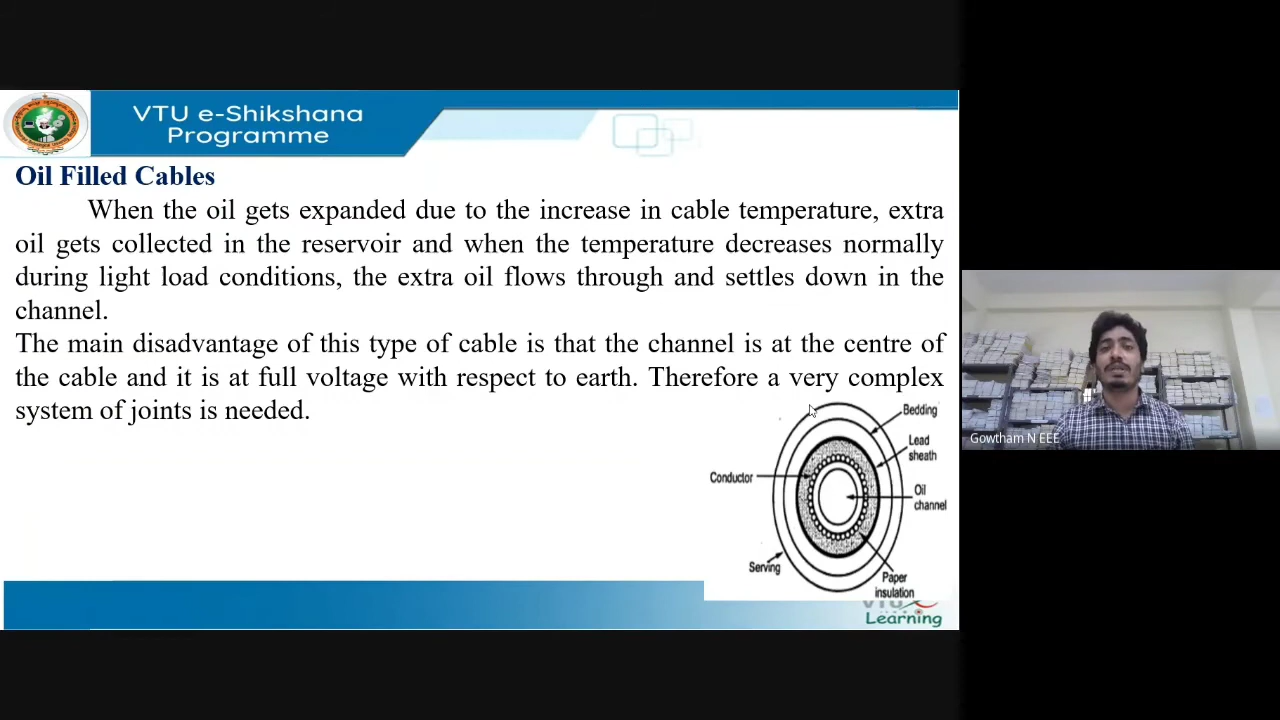 VTU e-Shikshana
Programme
Oil Filled Cables
When the oil gets expanded due to the increase in cable temperature, extra
oil gets collected in the reservoir and when the temperature decreases normally
during light load conditions, the extra oil flows through and settles down in the
channel.
The main disadvantage of this type of cable is that the channel is at the centre of
the cable and it is at full voltage with respect to earth. Therefore a very complex
system of joints is needed.
Bedding
Lead
sheath
Conductor
Oil
channel
Serving
Paper
insulation
VTU
Learning
Gowtham N EEE